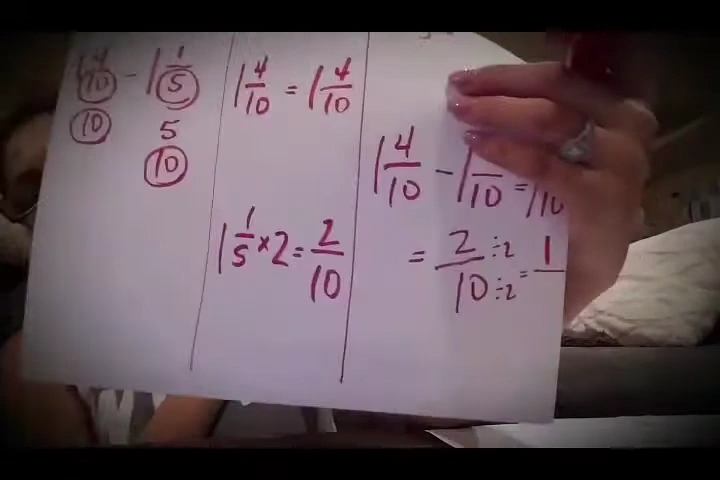 1 4/10 - 1 1/5
10 5
10
1 4/10 = 1 4/10
1 1/5 × 2 = 2/10
1 4/10 - 1 /10 = /10
= 2/10 ÷2 ÷2 = 1